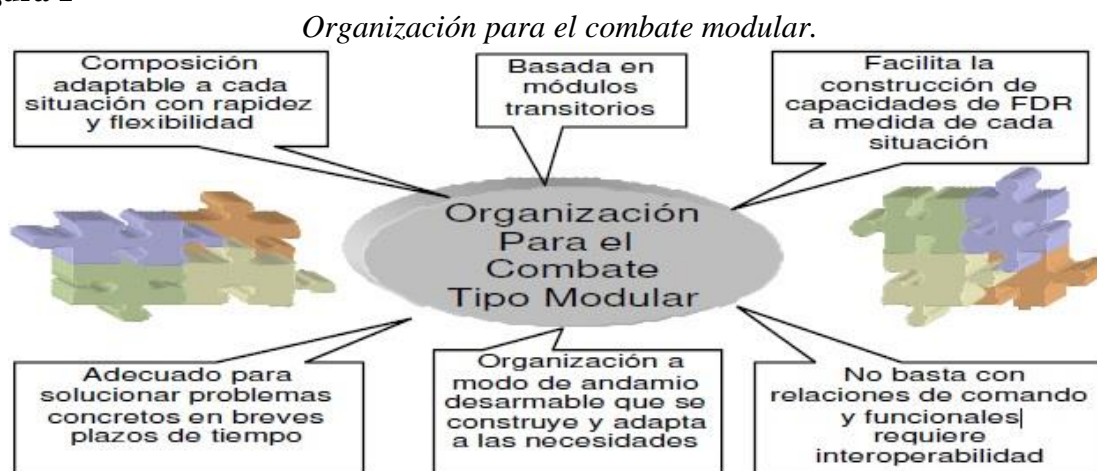 Organización para el combate modular.
Composición
adaptable a cada
situación con rapidez
y flexibilidad
Basada en
módulos
transitorios
Facilita la
construcción de
capacidades de FDR
a medida de cada
situación
Organización
Para el
Combate
Tipo Modular
Adecuado para
solucionar problemas
concretos en breves
plazos de tiempo
Organización a
modo de andamio
desarmable que se
construye y adapta
a las necesidades
No basta con
relaciones de comando
y funcionales
requiere
interoperabilidad